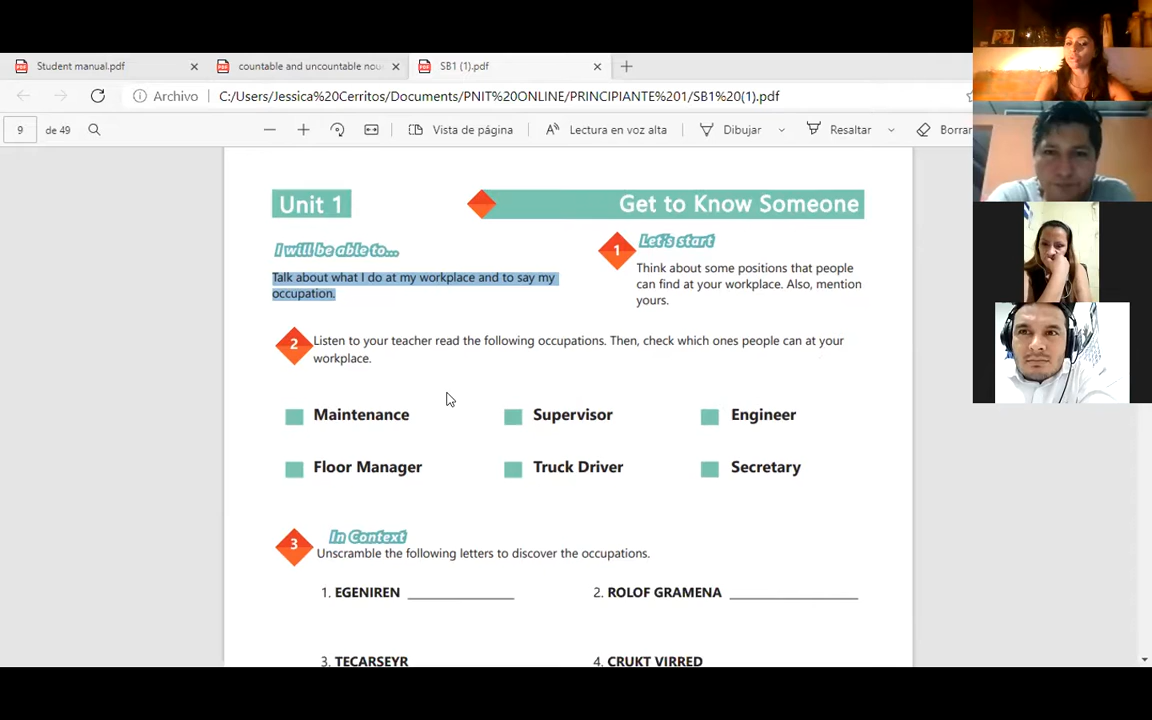 Student manual.pdf
countable and uncountable nou
SB1 (1).pdf
Archivo
C:/Users/Jessica%20Cerritos/Documents/PNIT%20ONLINE/PRINCIPIANTE%201/SB1%20(1).pdf
9
de 49
Vista de página
Lectura en voz alta
Dibujar
Resaltar
Borrar
Unit 1
Get to Know Someone
I will be able to...
Talk about what I do at my workplace and to say my
occupation.
1
Let's start
Think about some positions that people
can find at your workplace. Also, mention
yours.
2
Listen to your teacher read the following occupations. Then, check which ones people can at your
workplace.
Maintenance
Supervisor
Engineer
Floor Manager
Truck Driver
Secretary
3
In Context
Unscramble the following letters to discover the occupations.
1. EGENIREN _______________
2. ROLOF GRAMENA _________________
3. TECARSEYR
4. CRUKT VIRRED